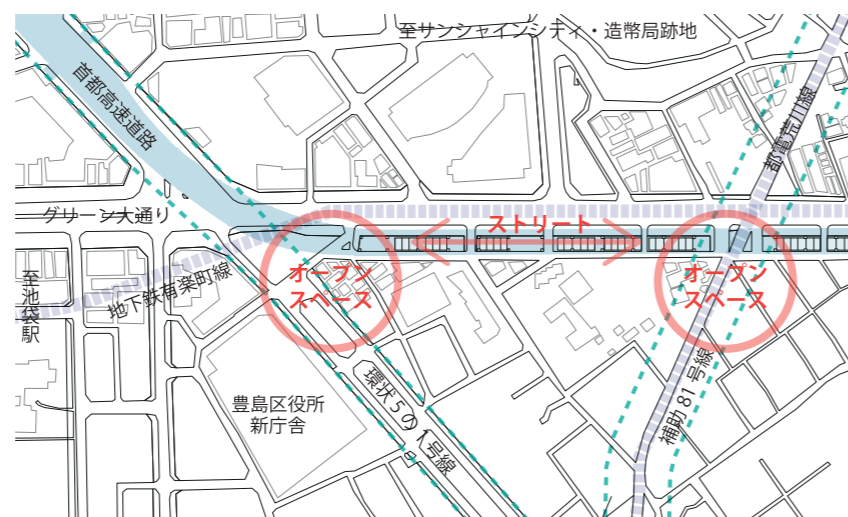 至サンシャインシティ・造幣局跡地
首都高速道路
都電荒川線
グリーン大通り
ストリート
オープン
スペース
オープン
スペース
至池袋駅
地下鉄有楽町線
豊島区役所
新庁舎
環状5の1号線
補助81号線